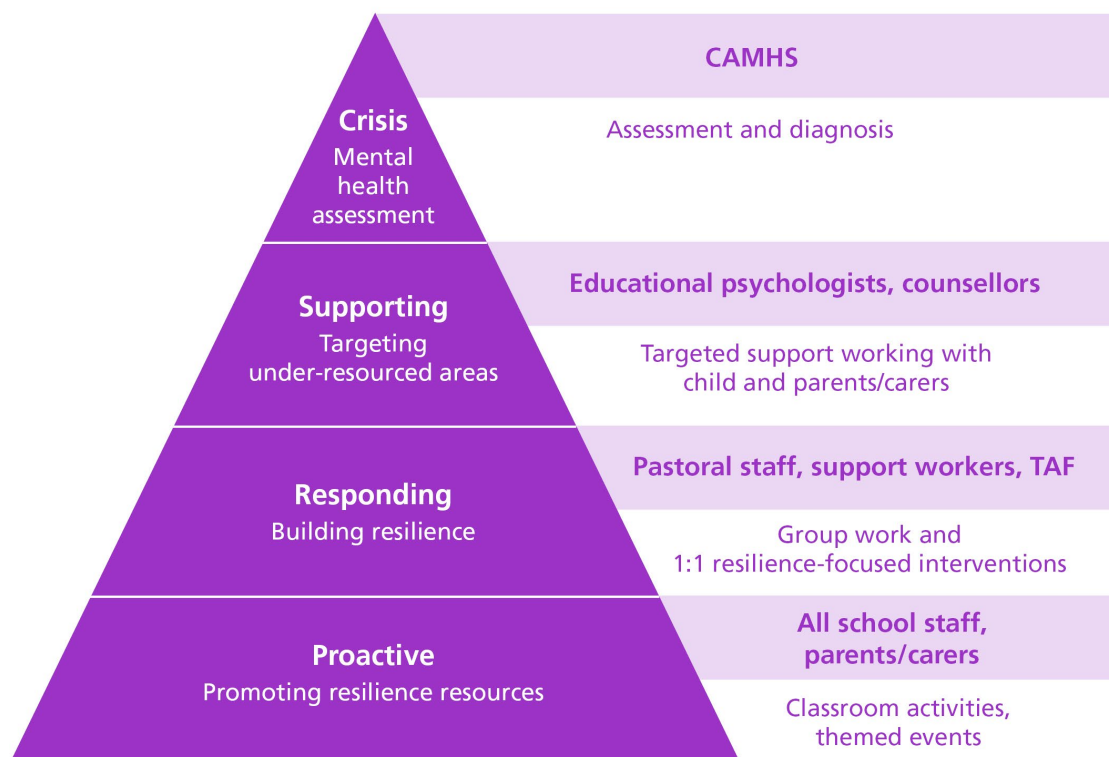 CAMHS
Crisis
Mental
health
assessment
Assessment and diagnosis
Educational psychologists, counsellors
Supporting
Targeting
under-resourced areas
Targeted support working with
child and parents/carers
Pastoral staff, support workers, TAF
Responding
Building resilience
Group work and
1:1 resilience-focused interventions
All school staff,
parents/carers
Proactive
Promoting resilience resources
Classroom activities,
themed events